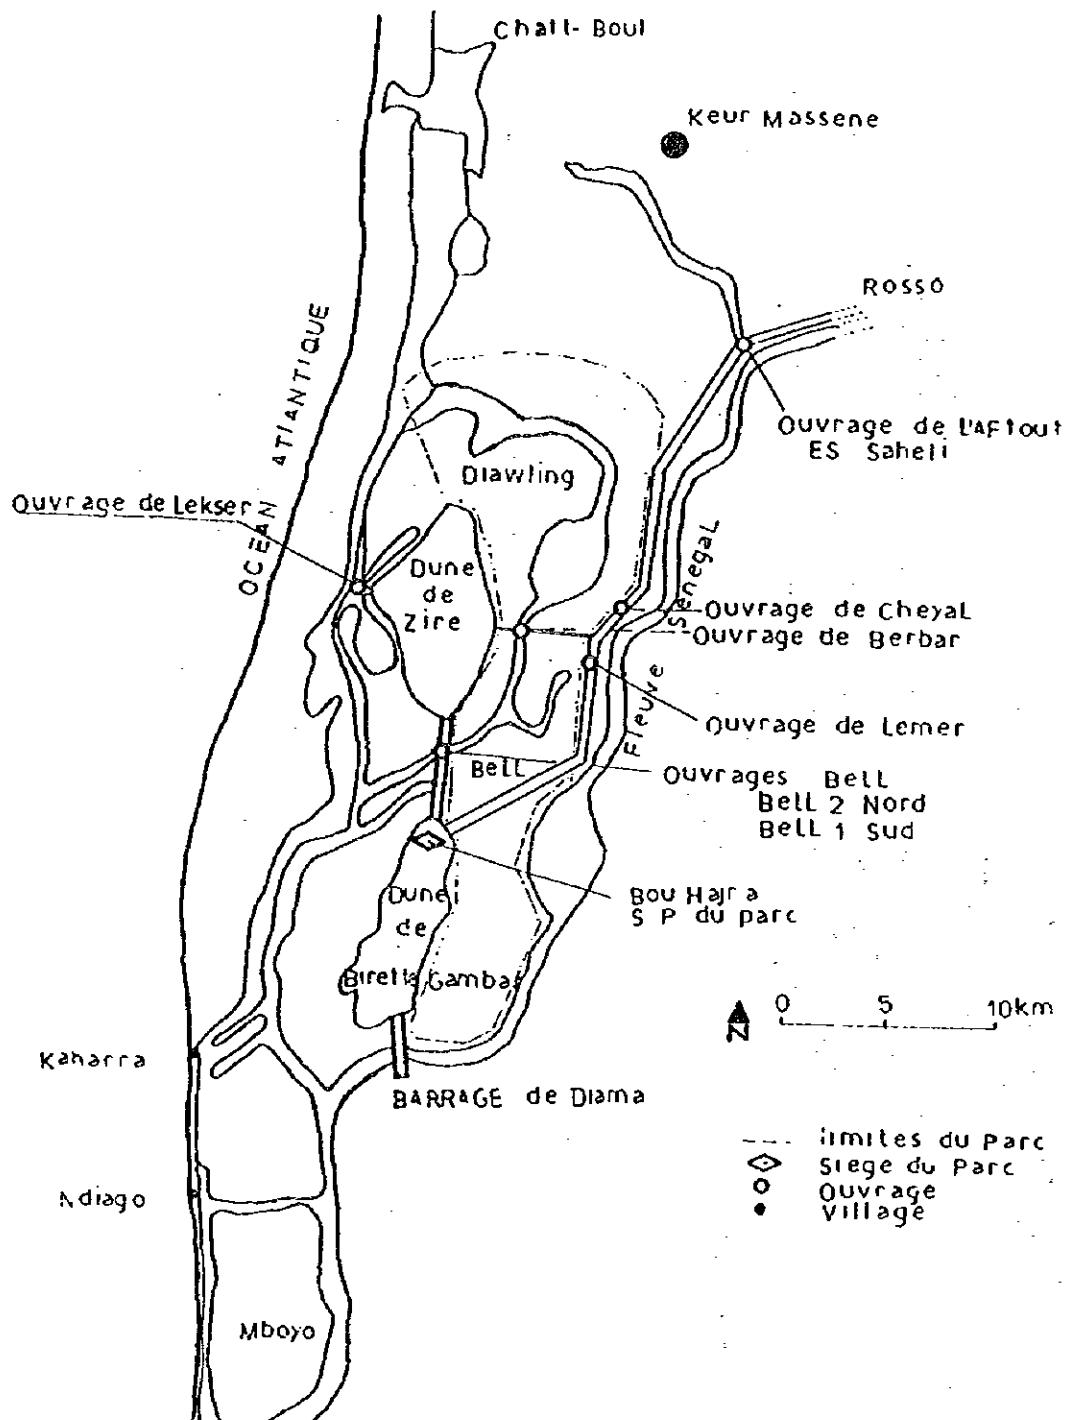 Chatt-Boul
Keur Massene
ROSSO
OCEAN ATIANTIQUE
Ouvrage de L'AFtout
ES Saheli
Diawling
Ouvrage de Lekser
Dune
de
Zire
Fleuve Senegal
Ouvrage de Cheyal
Ouvrage de Berbar
Ouvrage de Lemer
Bell
Ouvrages Bell
Bell 2 Nord
Bell 1 Sud
Bou Hajra
S P du parc
Dune
de
Birette Gambar
0 5 10km
N
Kaharra
BARRAGE de Diama
limites du Parc
Siege du Parc
Ouvrage
Village
Ndiago
Mboyo